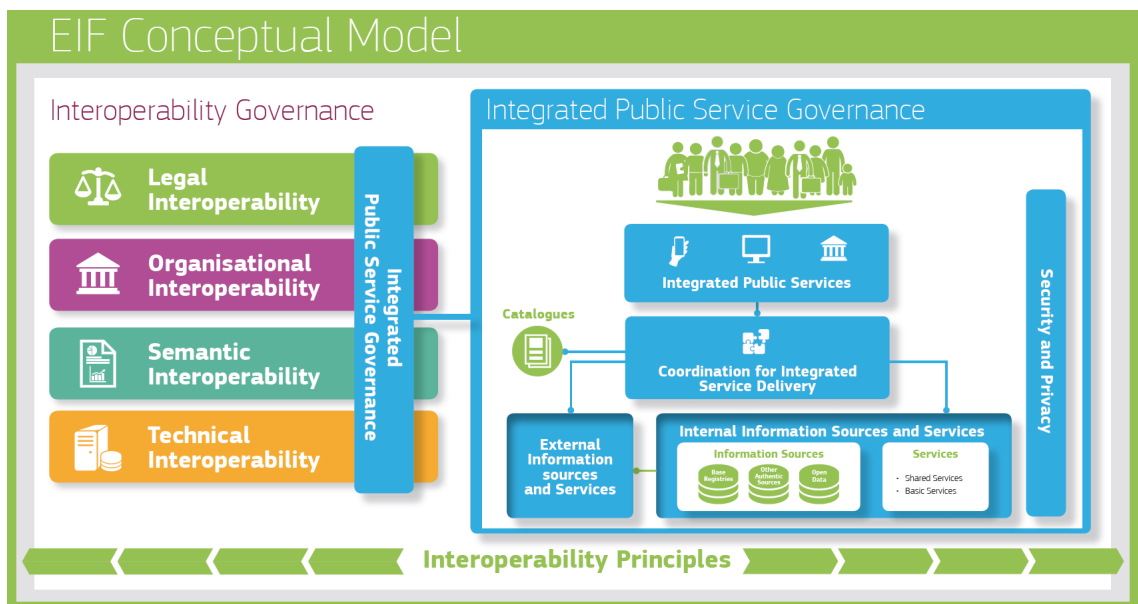 EIF Conceptual Model
Interoperability Governance
Legal
Interoperability
Organisational
Interoperability
Semantic
Interoperability
Technical
Interoperability
Integrated
Public Service Governance
Integrated Public Service Governance
Integrated Public Services
Catalogues
Coordination for Integrated
Service Delivery
External
Information
sources
and Services
Internal Information Sources and Services
Information Sources
Base
Registries
Other
Authentic
Sources
Open
Data
Services
• Shared Services
• Basic Services
Security and Privacy
Interoperability Principles